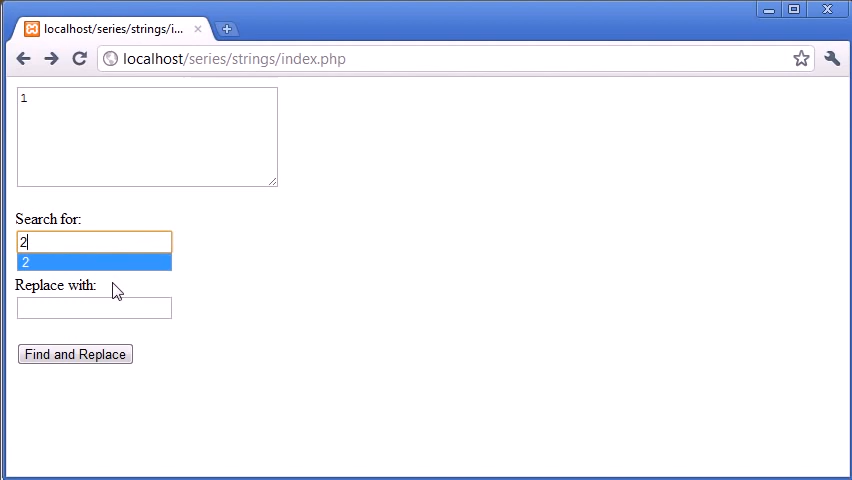 localhost/series/strings/i...
localhost/series/strings/index.php
1
Search for:
2
2
Replace with:
Find and Replace